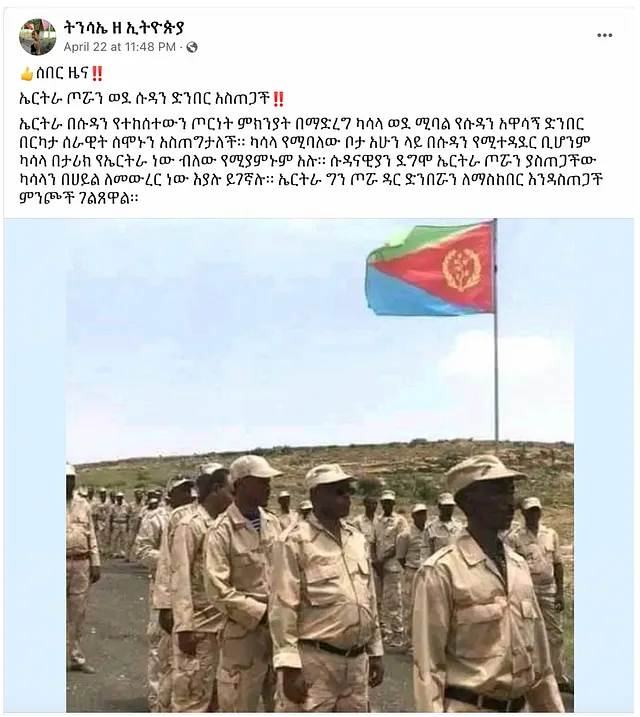 ትንሳኤ ዘ ኢትዮጵያ
April 22 at 11:48 PM ·
👍ሰበር ዜና‼️
ኤርትራ ጦሯን ወደ ሱዳን ድንበር አስጠጋች‼️
ኤርትራ በሱዳን የተከሰተውን ጦርነት ምክንያት በማድረግ ካሳላ ወደ ሚባል የሱዳን አዋሳኝ ድንበር
በርካታ ሰራዊት ሰሞኑን አስጠግታለች። ካሳላ የሚባለው ቦታ አሁን ላይ በሱዳን የሚተዳደር ቢሆንም
ካሳላ በታሪክ የኤርትራ ነው ብለው የሚያምኑም አሉ። ሱዳናዊያን ደግሞ ኤርትራ ጦሯን ያስጠጋችው
ካሳላን በሀይል ለመውረር ነው እያሉ ይገኛሉ። ኤርትራ ግን ጦሯ ዳር ድንበሯን ለማስከበር እንዳስጠጋች
ምንጮች ገልጸዋል።